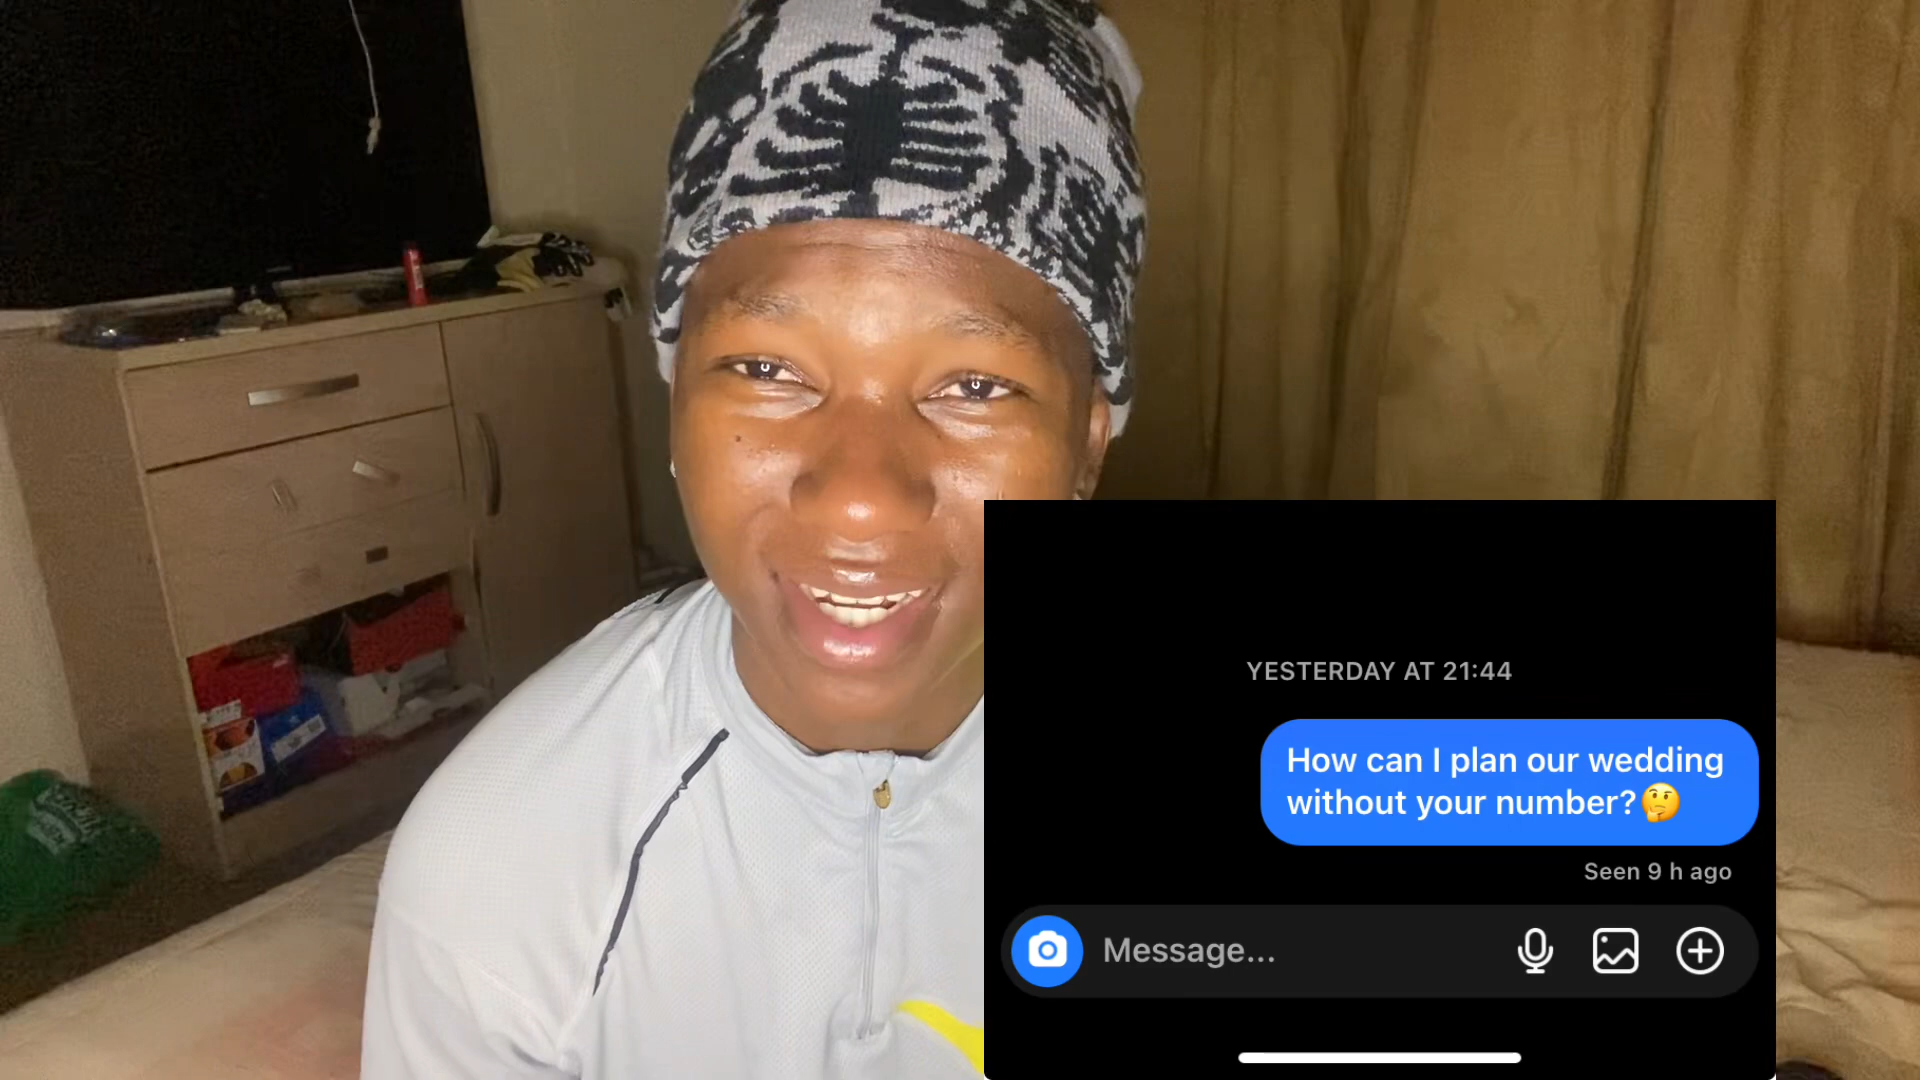 YESTERDAY AT 21:44
How can I plan our wedding
without your number?🤔
Seen 9 h ago
Message...